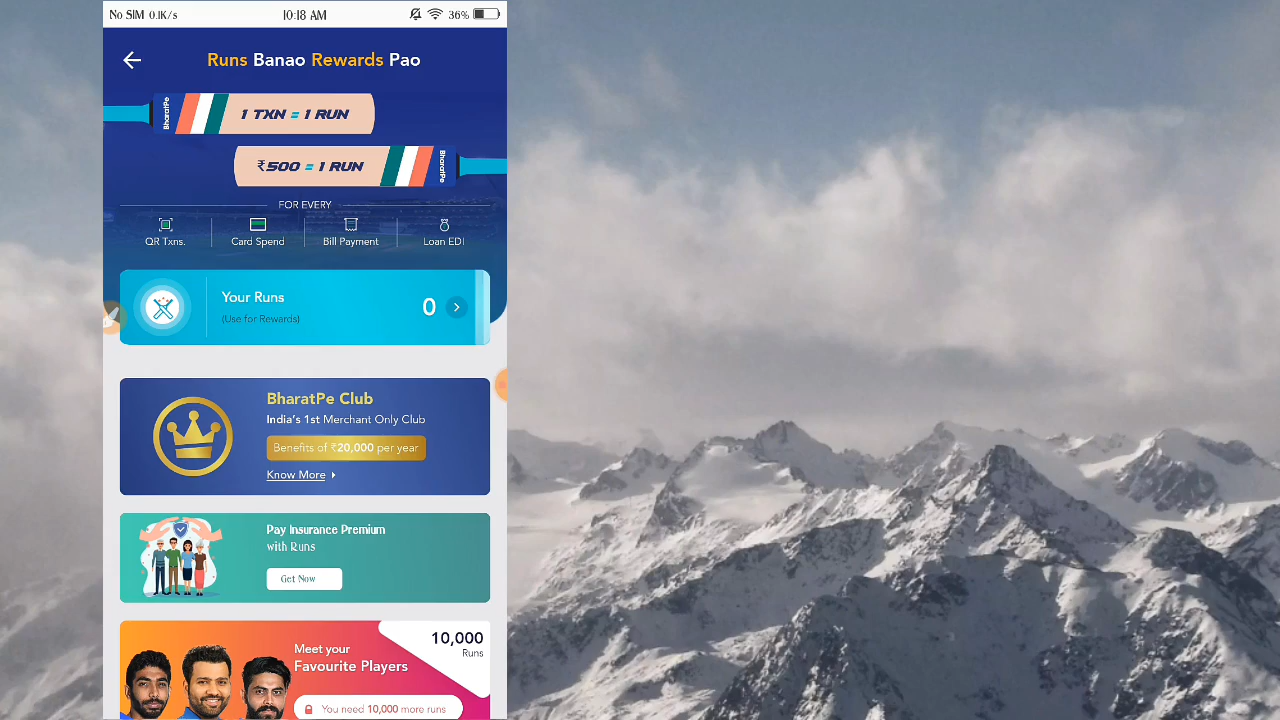 No SIM 0.1K/s 10:18 AM 36%
Runs Banao Rewards Pao
BharatPe 1 TXN = 1 RUN
₹500 = 1 RUN BharatPe
FOR EVERY
QR Txns. Card Spend Bill Payment Loan EDI
Your Runs 0
(Use for Rewards)
BharatPe Club
India's 1st Merchant Only Club
Benefits of ₹20,000 per year
Know More
Pay Insurance Premium
with Runs
Get Now
10,000
Runs
Meet your
Favourite Players
You need 10,000 more runs